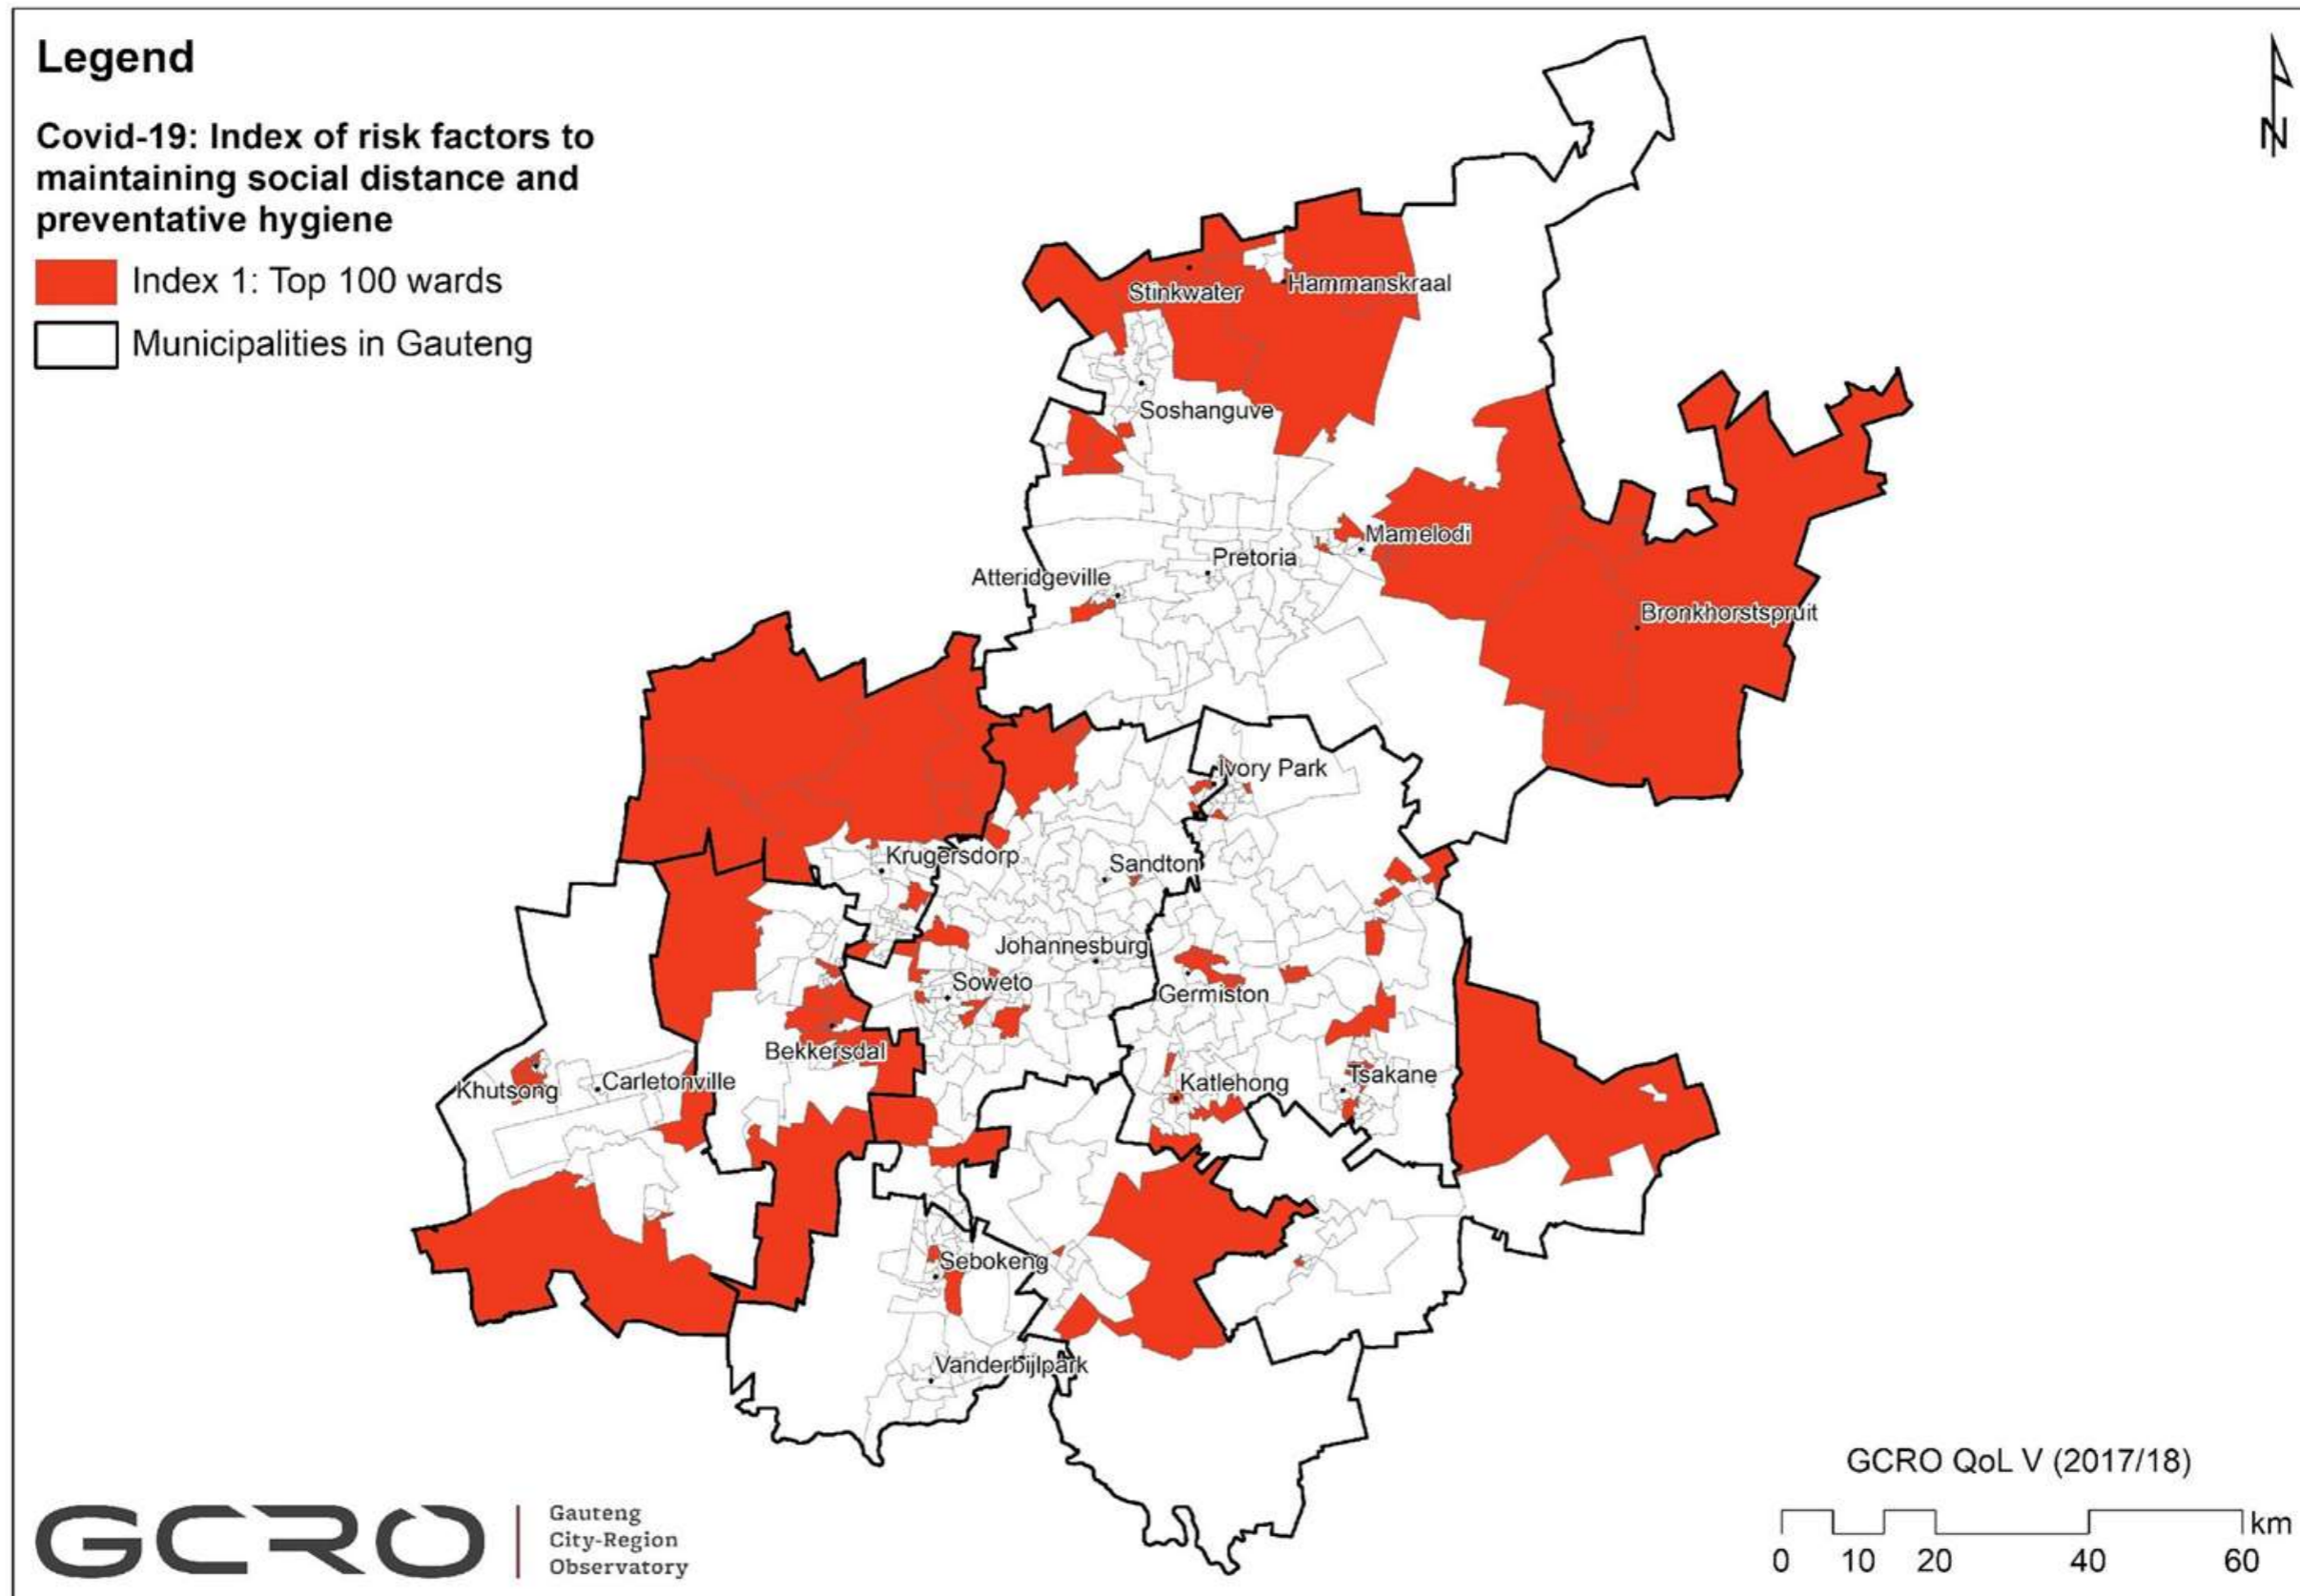 Legend
Covid-19: Index of risk factors to
maintaining social distance and
preventative hygiene
Index 1: Top 100 wards
Municipalities in Gauteng
N
Stinkwater
Hammanskraal
Soshanguve
Mamelodi
Pretoria
Atteridgeville
Bronkhorstspruit
Ivory Park
Krugersdorp
Sandton
Johannesburg
Soweto
Germiston
Bekkersdal
Khutsong
Carletonville
Katlehong
Tsakane
Sebokeng
Vanderbijlpark
GCRO QoL V (2017/18)
km
0 10 20 40 60
GCRO
Gauteng
City-Region
Observatory